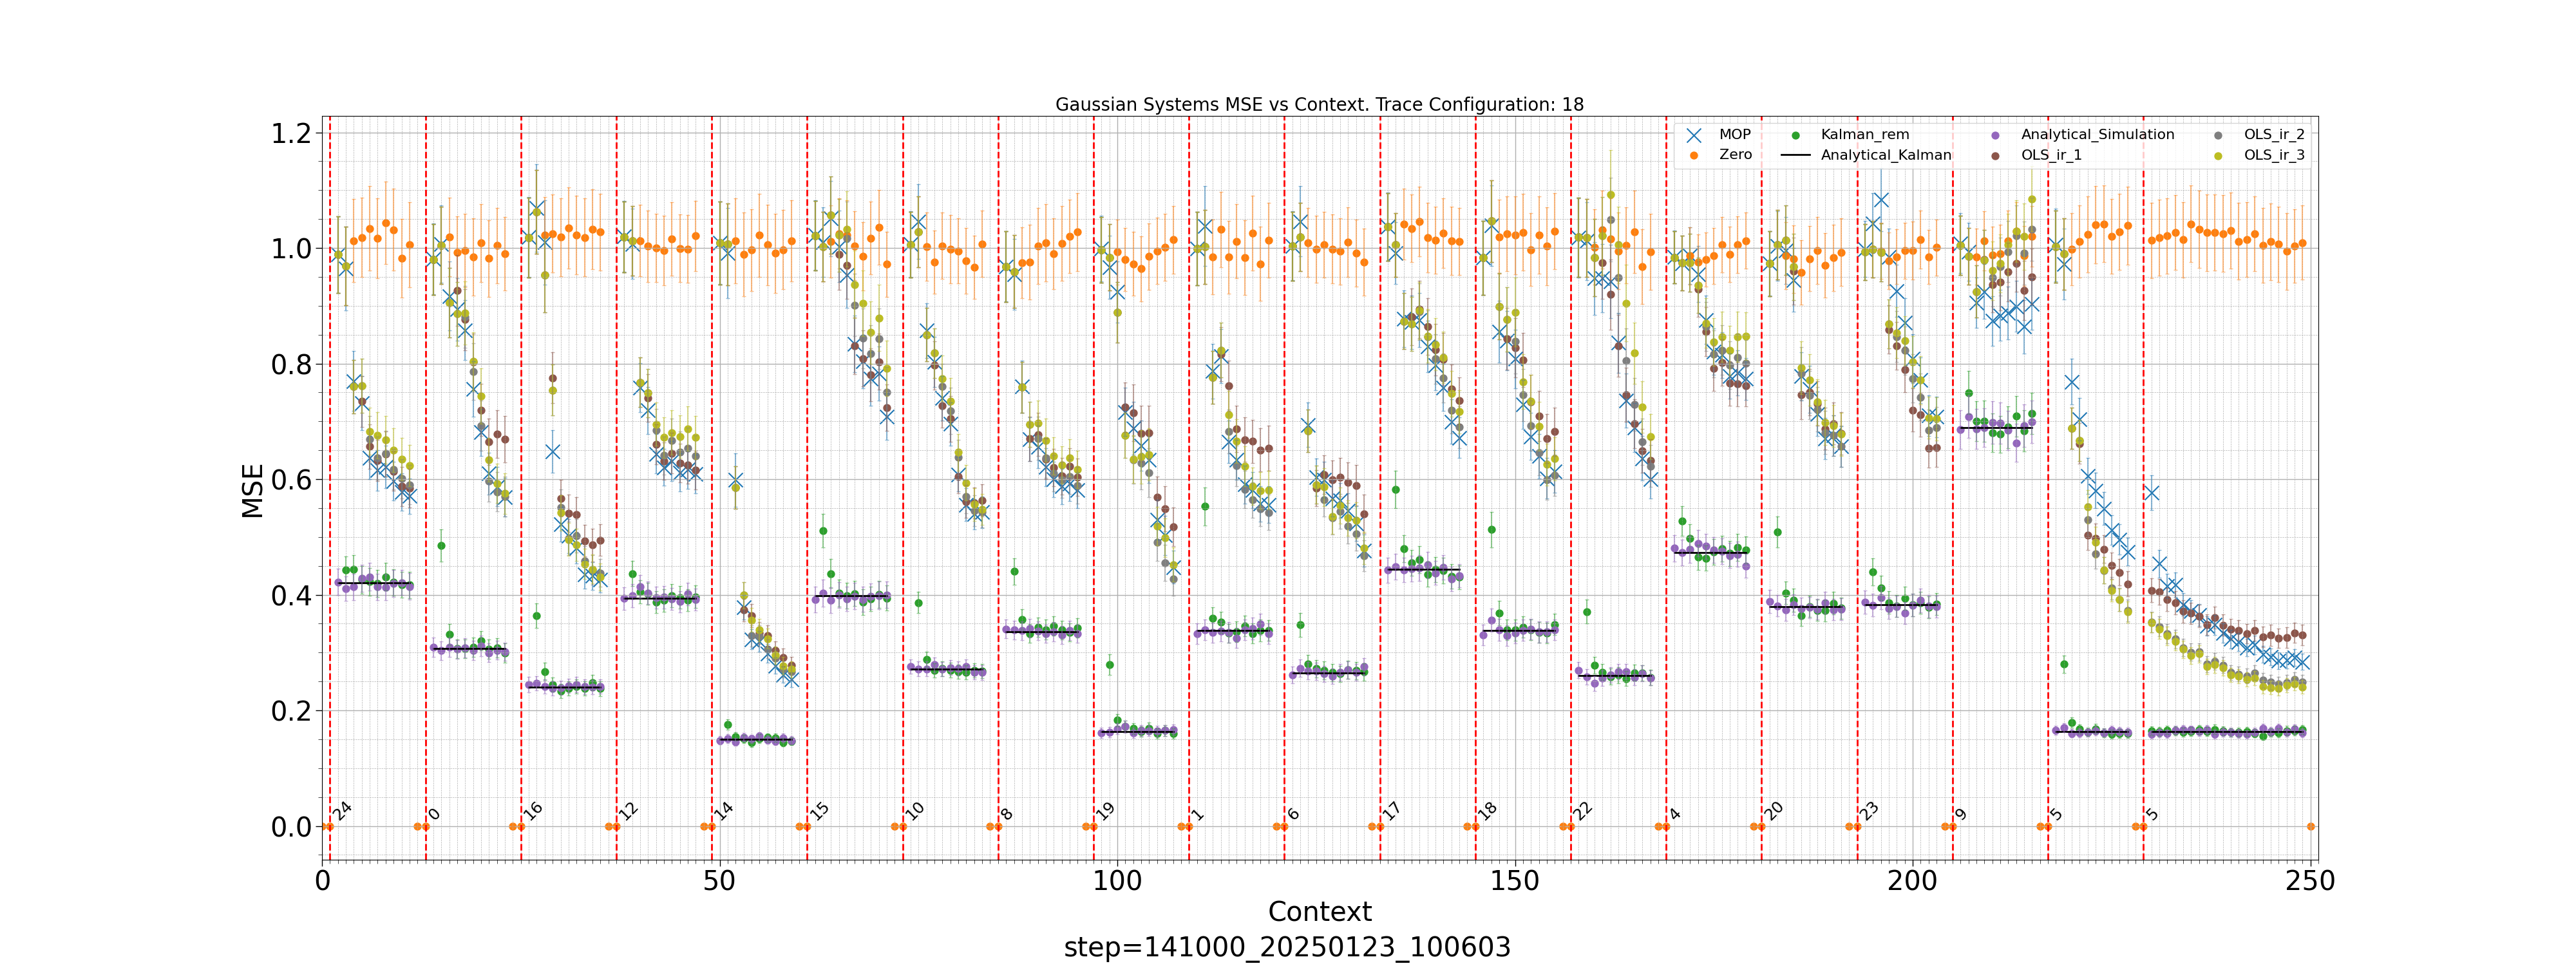 Gaussian Systems MSE vs Context. Trace Configuration: 18
MOP
Zero
Kalman_rem
Analytical_Kalman
Analytical_Simulation
OLS_ir_1
OLS_ir_2
OLS_ir_3
MSE
1.2
1.0
0.8
0.6
0.4
0.2
0.0
24
0
16
12
14
15
10
8
19
1
6
17
18
22
4
20
23
9
5
5
0
50
100
150
200
250
Context
step=141000_20250123_100603